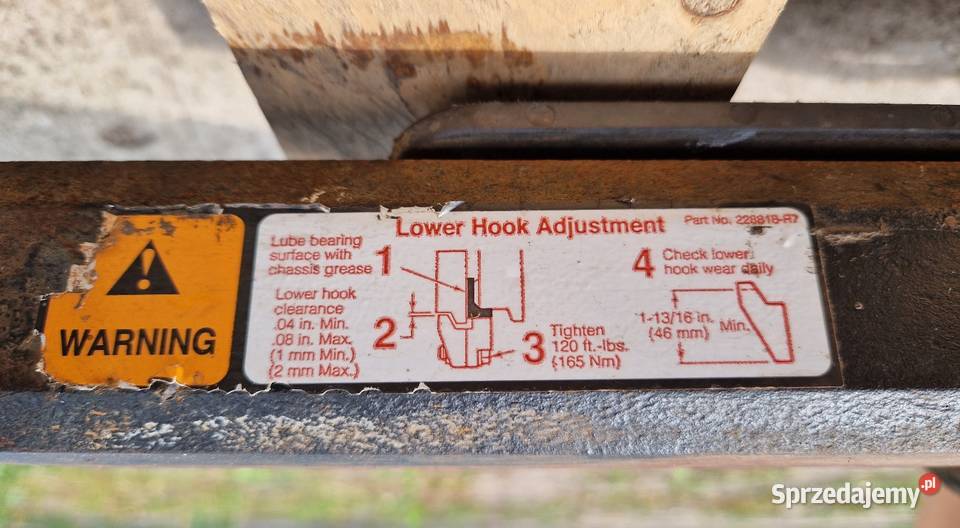 WARNING
Lower Hook Adjustment
Part No. 228818-R7
Lube bearing
surface with
chassis grease
1
Lower hook
clearance
.04 in. Min.
.08 in. Max.
(1 mm Min.)
(2 mm Max.)
2
3
Tighten
120 ft.-lbs.
(165 Nm)
4
Check lower
hook wear daily
1-13/16 in.
(46 mm)
Min.
Sprzedajemy.pl